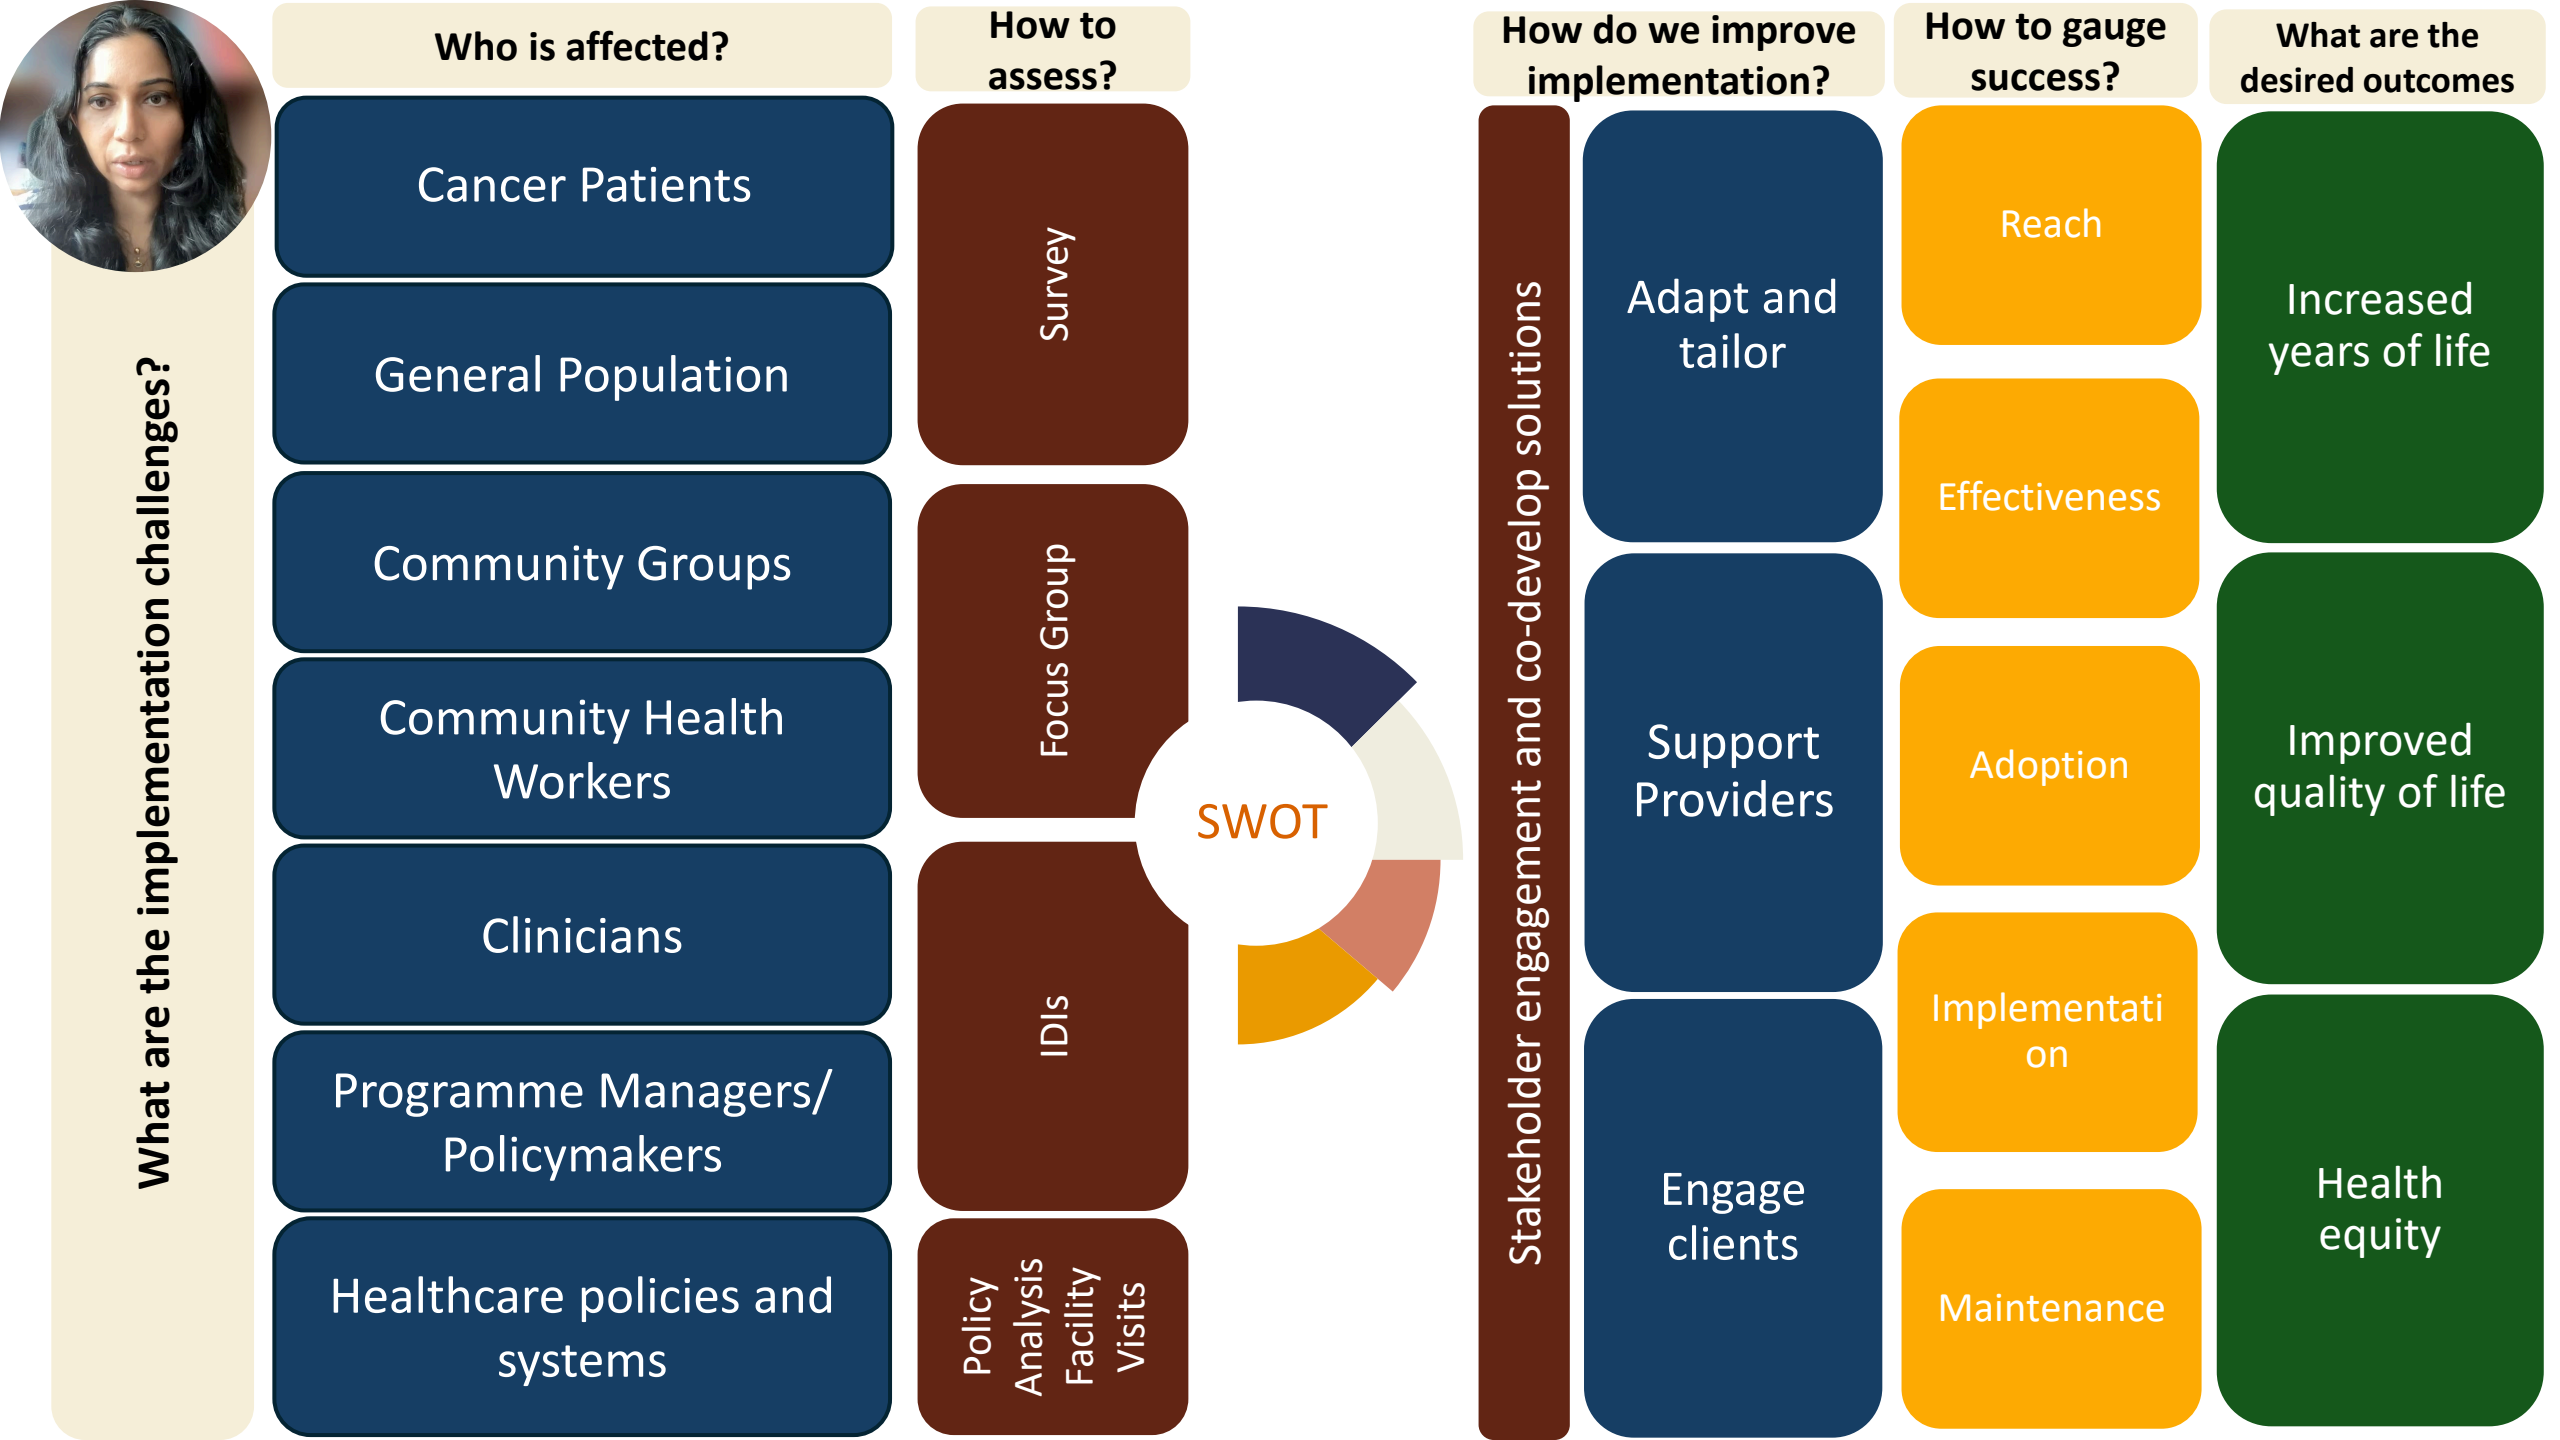 What are the implementation challenges?
Who is affected?
Cancer Patients
General Population
Community Groups
Community Health
Workers
Clinicians
Programme Managers/
Policymakers
Healthcare policies and
systems
How to
assess?
Survey
Focus Group
IDIs
Policy
Analysis
Facility
Visits
SWOT
How do we improve
implementation?
Stakeholder engagement and co-develop solutions
Adapt and
tailor
Support
Providers
Engage
clients
How to gauge
success?
Reach
Effectiveness
Adoption
Implementati
on
Maintenance
What are the
desired outcomes
Increased
years of life
Improved
quality of life
Health
equity